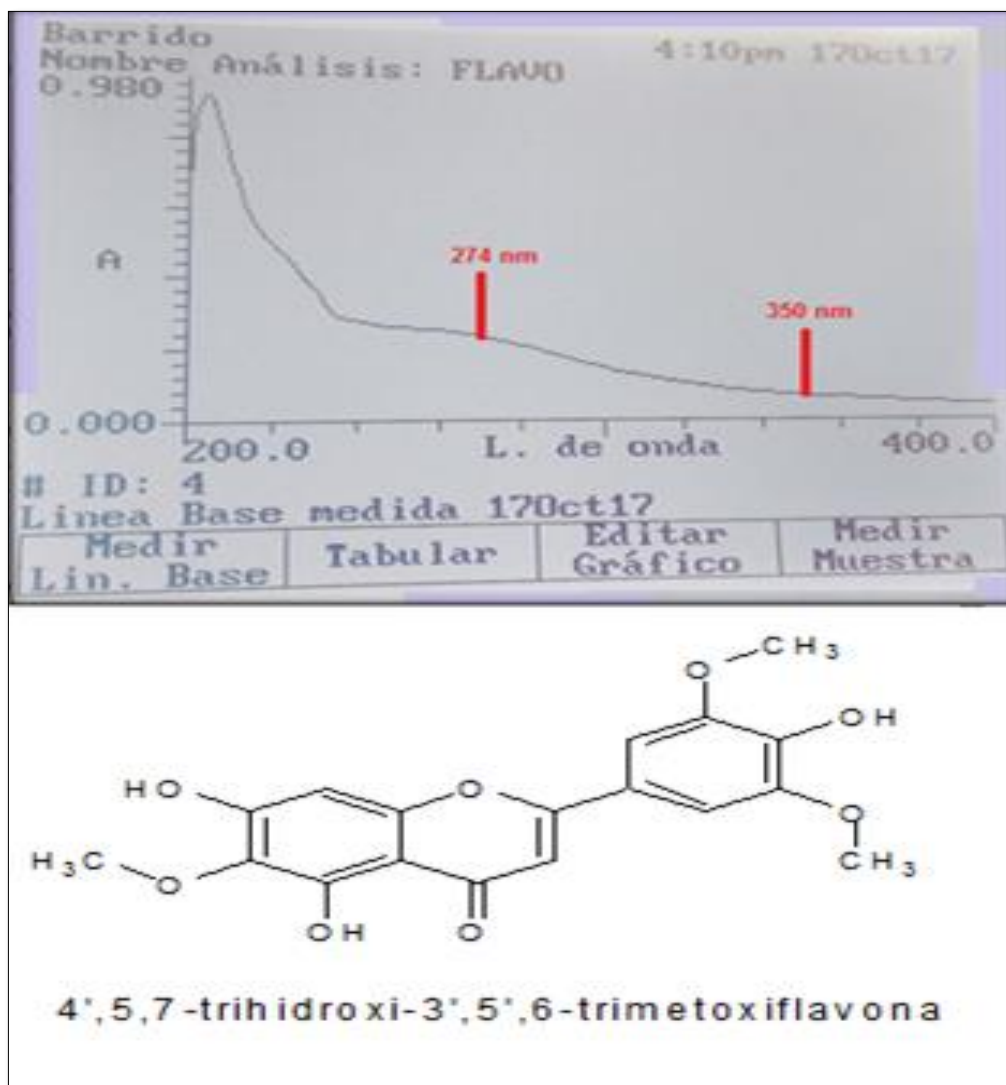 Barrido
4:10pm 17Oct17
Nombre Análisis: FLAVO
0.980
A
274 nm
350 nm
0.000
200.0
L. de onda
400.0
# ID: 4
Linea Base medida 17Oct17
Medir
Lin. Base
Tabular
Editar
Gráfico
Medir
Muestra
CH3
O
OH
HO
O
O
CH3
H3C
O
OH
O
4',5,7-trihidroxi-3',5',6-trimetoxiflavona